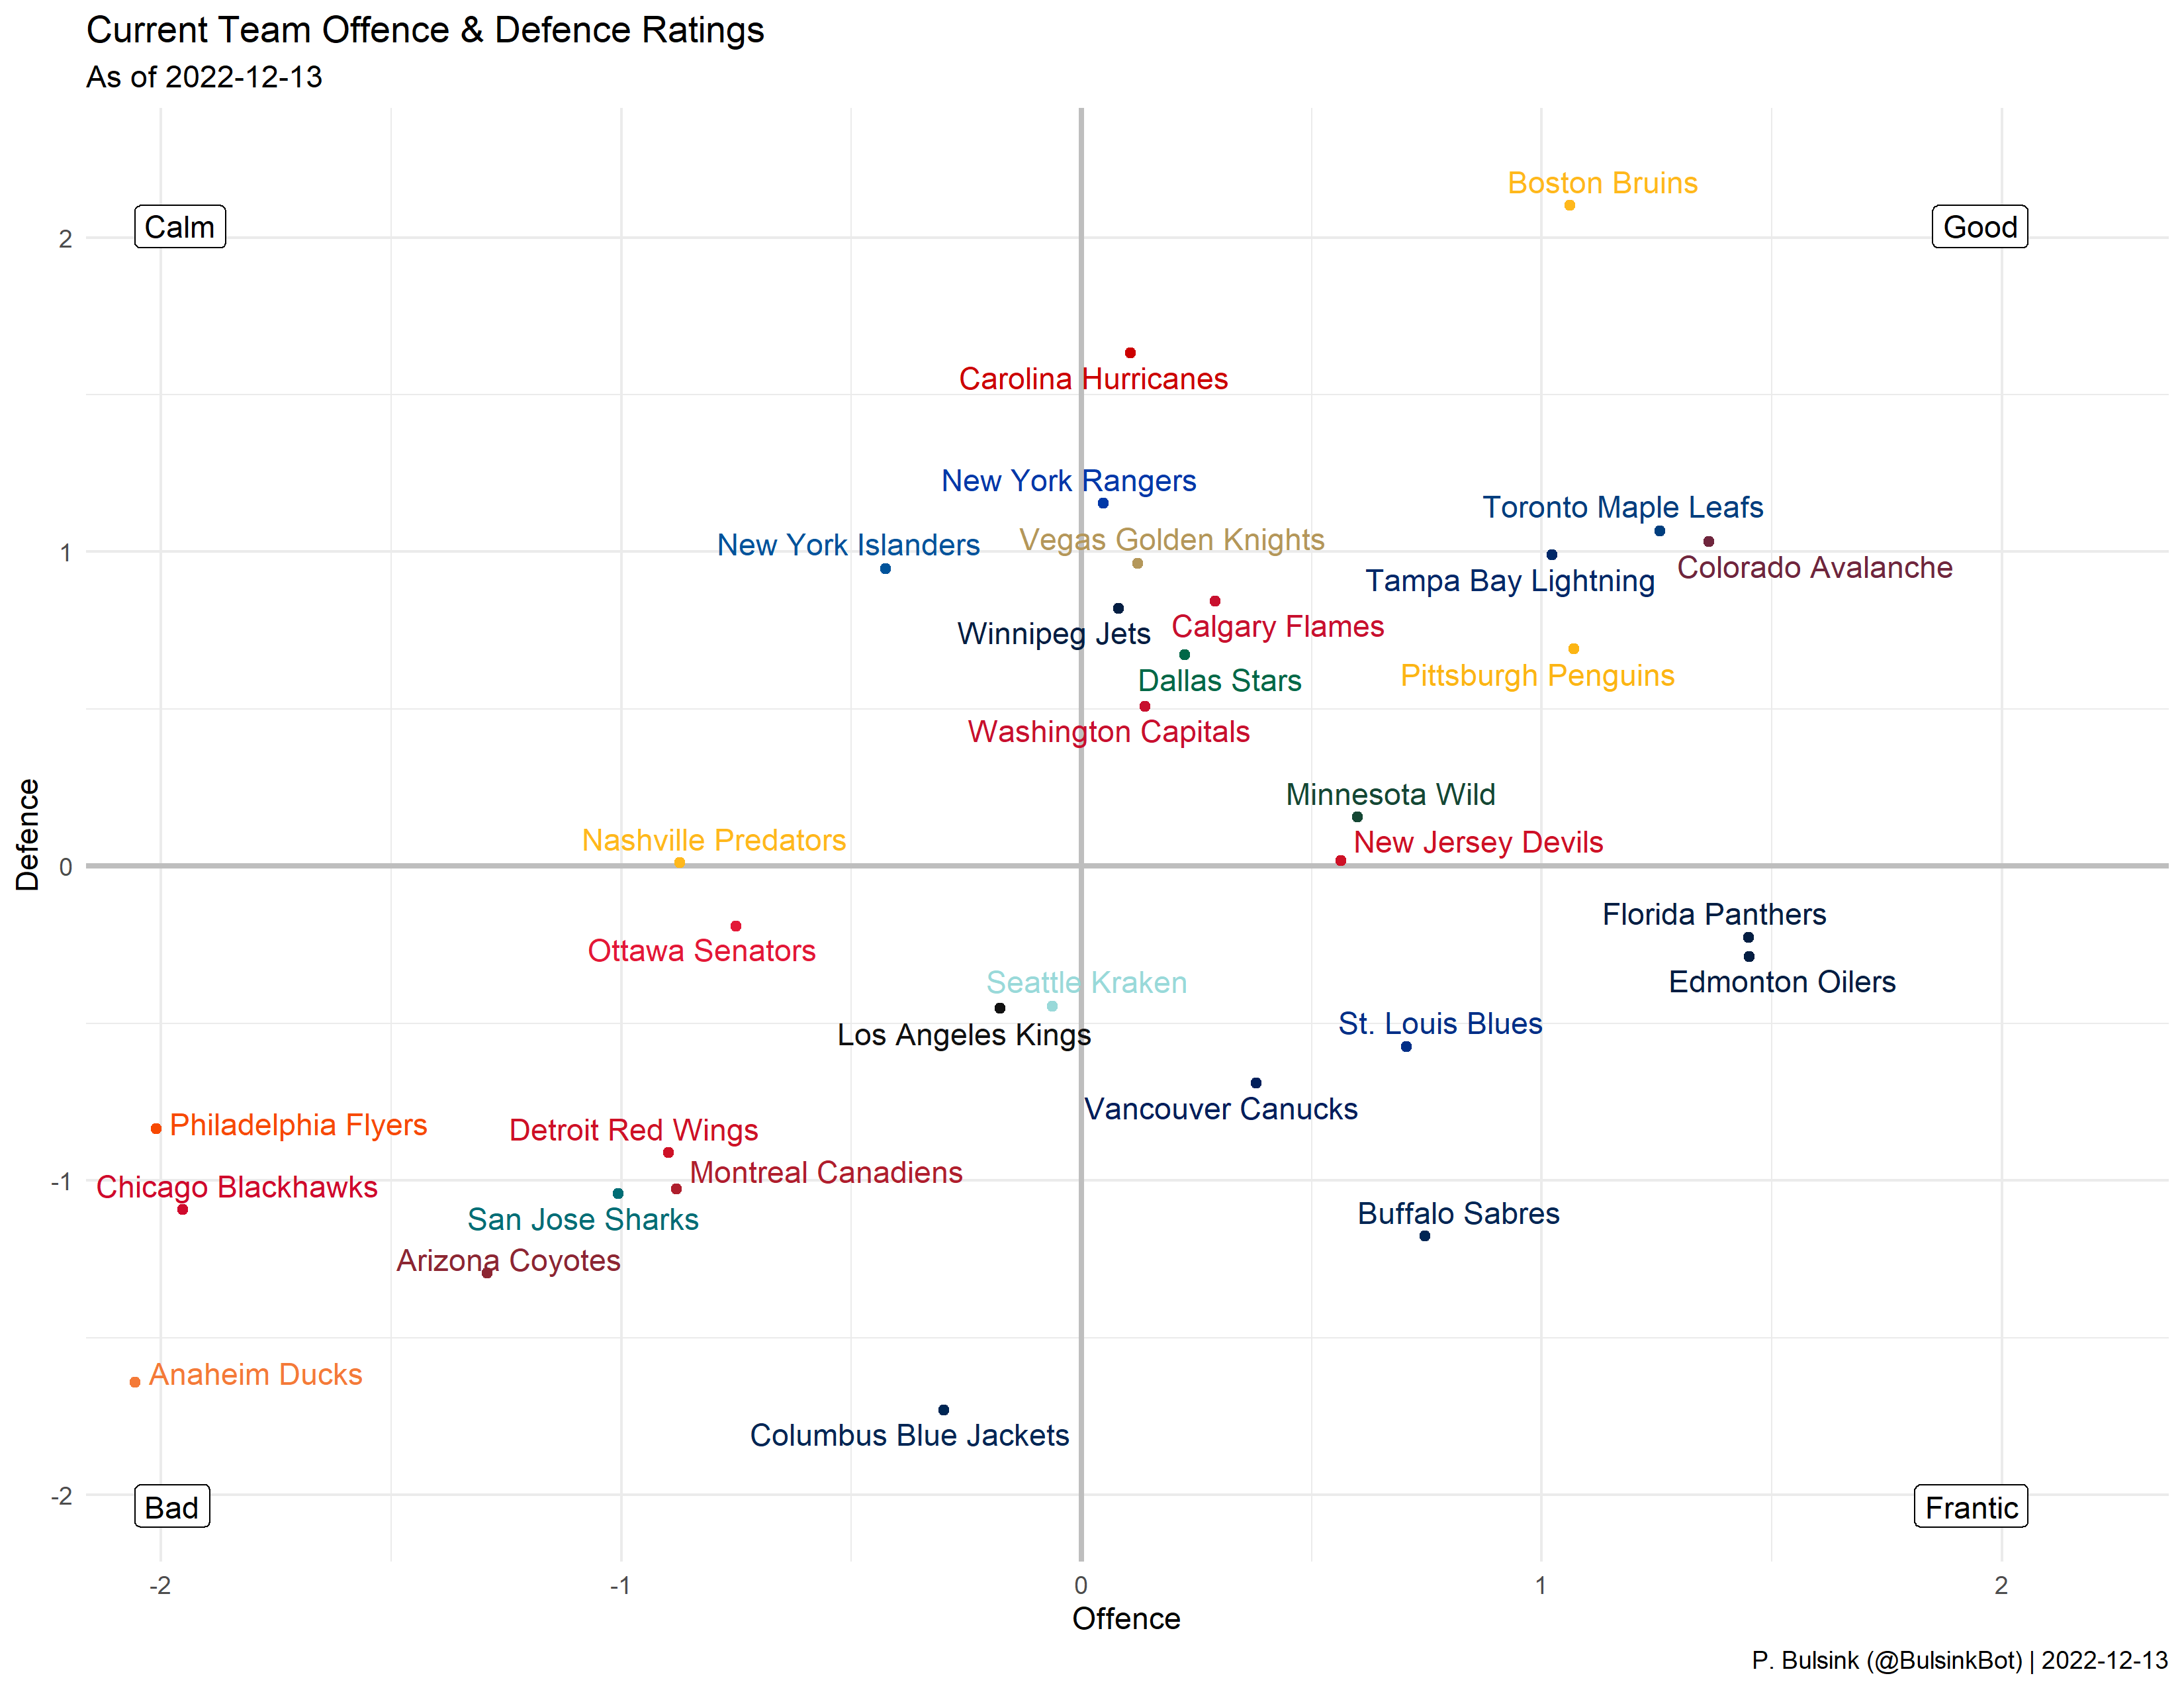 Current Team Offence & Defence Ratings
As of 2022-12-13
Boston Bruins
Calm
Good
2
Carolina Hurricanes
New York Rangers
Toronto Maple Leafs
Vegas Golden Knights
New York Islanders
1
Colorado Avalanche
Tampa Bay Lightning
Calgary Flames
Winnipeg Jets
Pittsburgh Penguins
Dallas Stars
Washington Capitals
Minnesota Wild
Nashville Predators
New Jersey Devils
Defence
0
Florida Panthers
Ottawa Senators
Seattle Kraken
Edmonton Oilers
St. Louis Blues
Los Angeles Kings
Vancouver Canucks
Philadelphia Flyers
Detroit Red Wings
Montreal Canadiens
-1
Chicago Blackhawks
Buffalo Sabres
San Jose Sharks
Arizona Coyotes
Anaheim Ducks
Columbus Blue Jackets
-2
Bad
Frantic
-2 -1 0 1 2
Offence
P. Bulsink (@BulsinkBot) | 2022-12-13